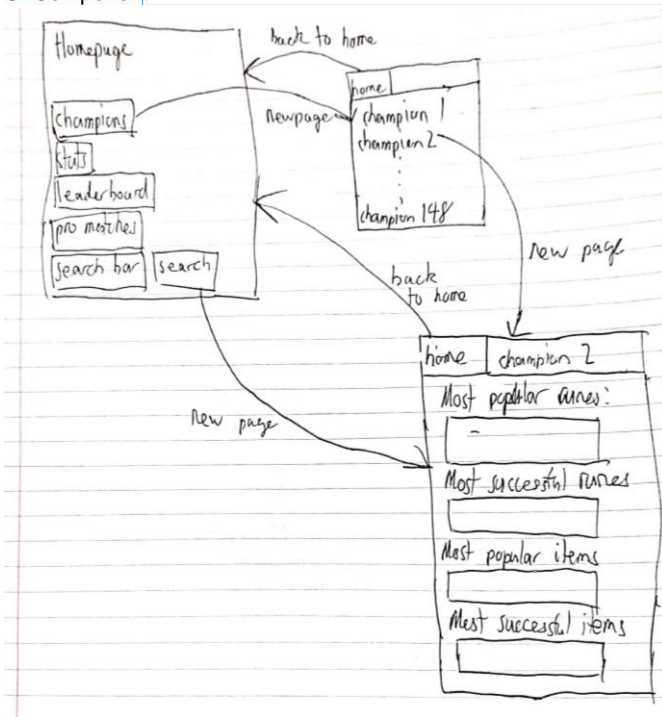 Homepage
champions
stats
leaderboard
pro matches
search bar
search
back to home
new page
home
champion 1
champion 2
champion 148
new page
back
to home
new page
home
champion 2
Most popular runes:
Most successful runes
Most popular items
Most successful items